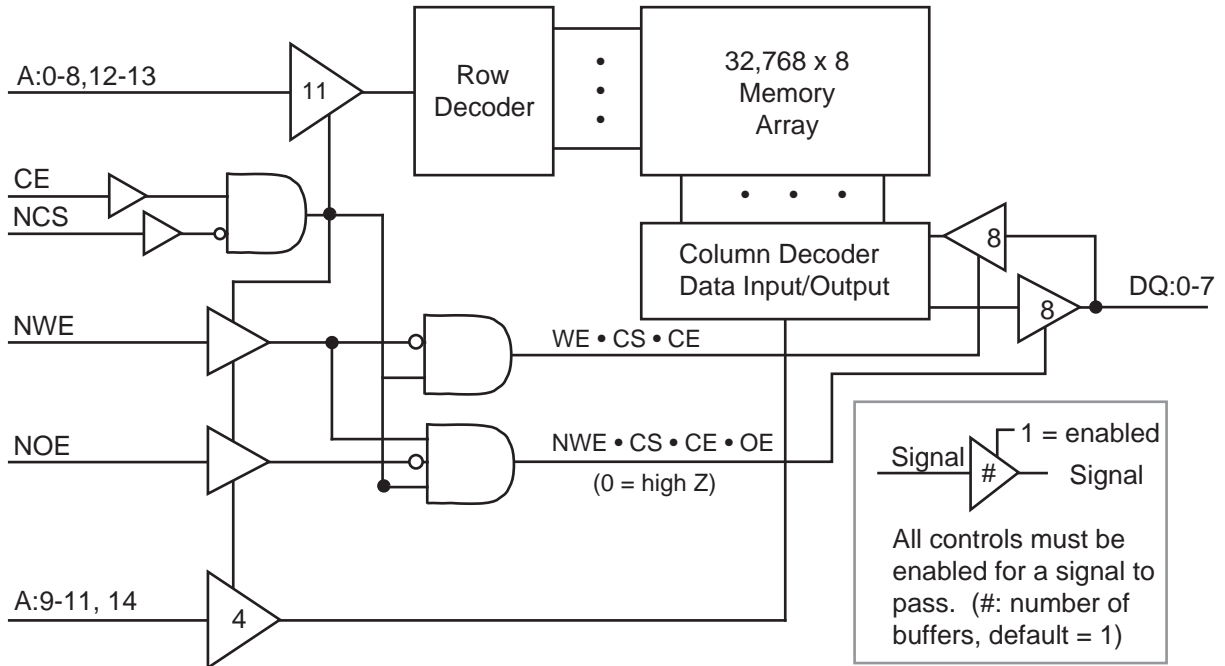 A:0-8,12-13
11
Row
Decoder
32,768 x 8
Memory
Array
CE
NCS
Column Decoder
Data Input/Output
8
8
DQ:0-7
NWE
WE • CS • CE
NOE
NWE • CS • CE • OE
(0 = high Z)
A:9-11, 14
4
1 = enabled
Signal
#
Signal
All controls must be
enabled for a signal to
pass. (#: number of
buffers, default = 1)